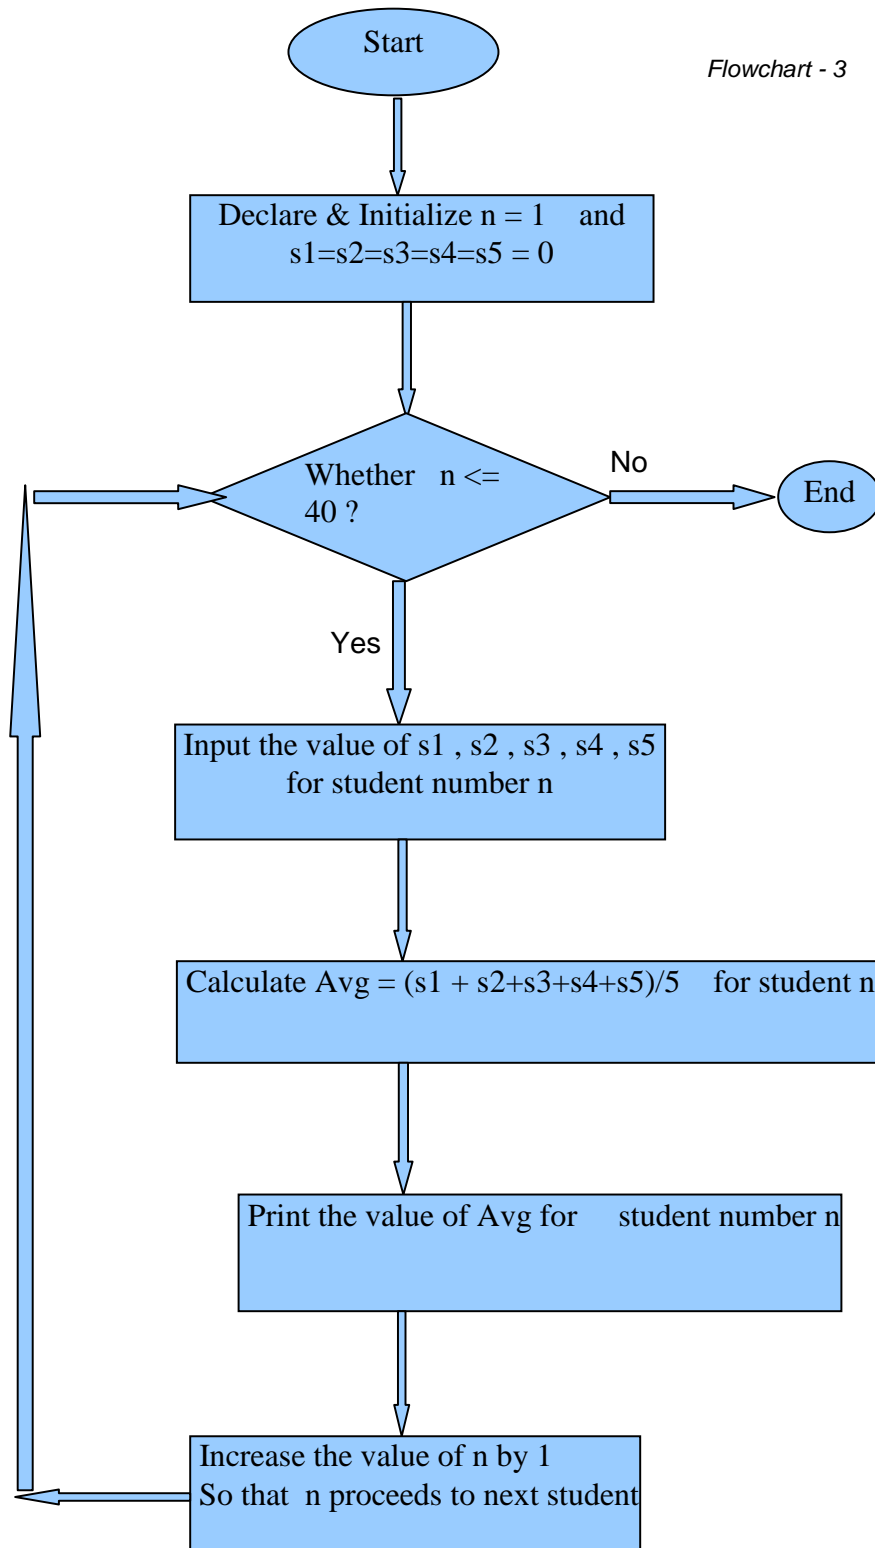 Start
Flowchart - 3
Declare & Initialize n = 1 and
s1=s2=s3=s4=s5 = 0
Whether n <=
40 ?
No
End
Yes
Input the value of s1 , s2 , s3 , s4 , s5
for student number n
Calculate Avg = (s1 + s2+s3+s4+s5)/5 for student n
Print the value of Avg for student number n
Increase the value of n by 1
So that n proceeds to next student